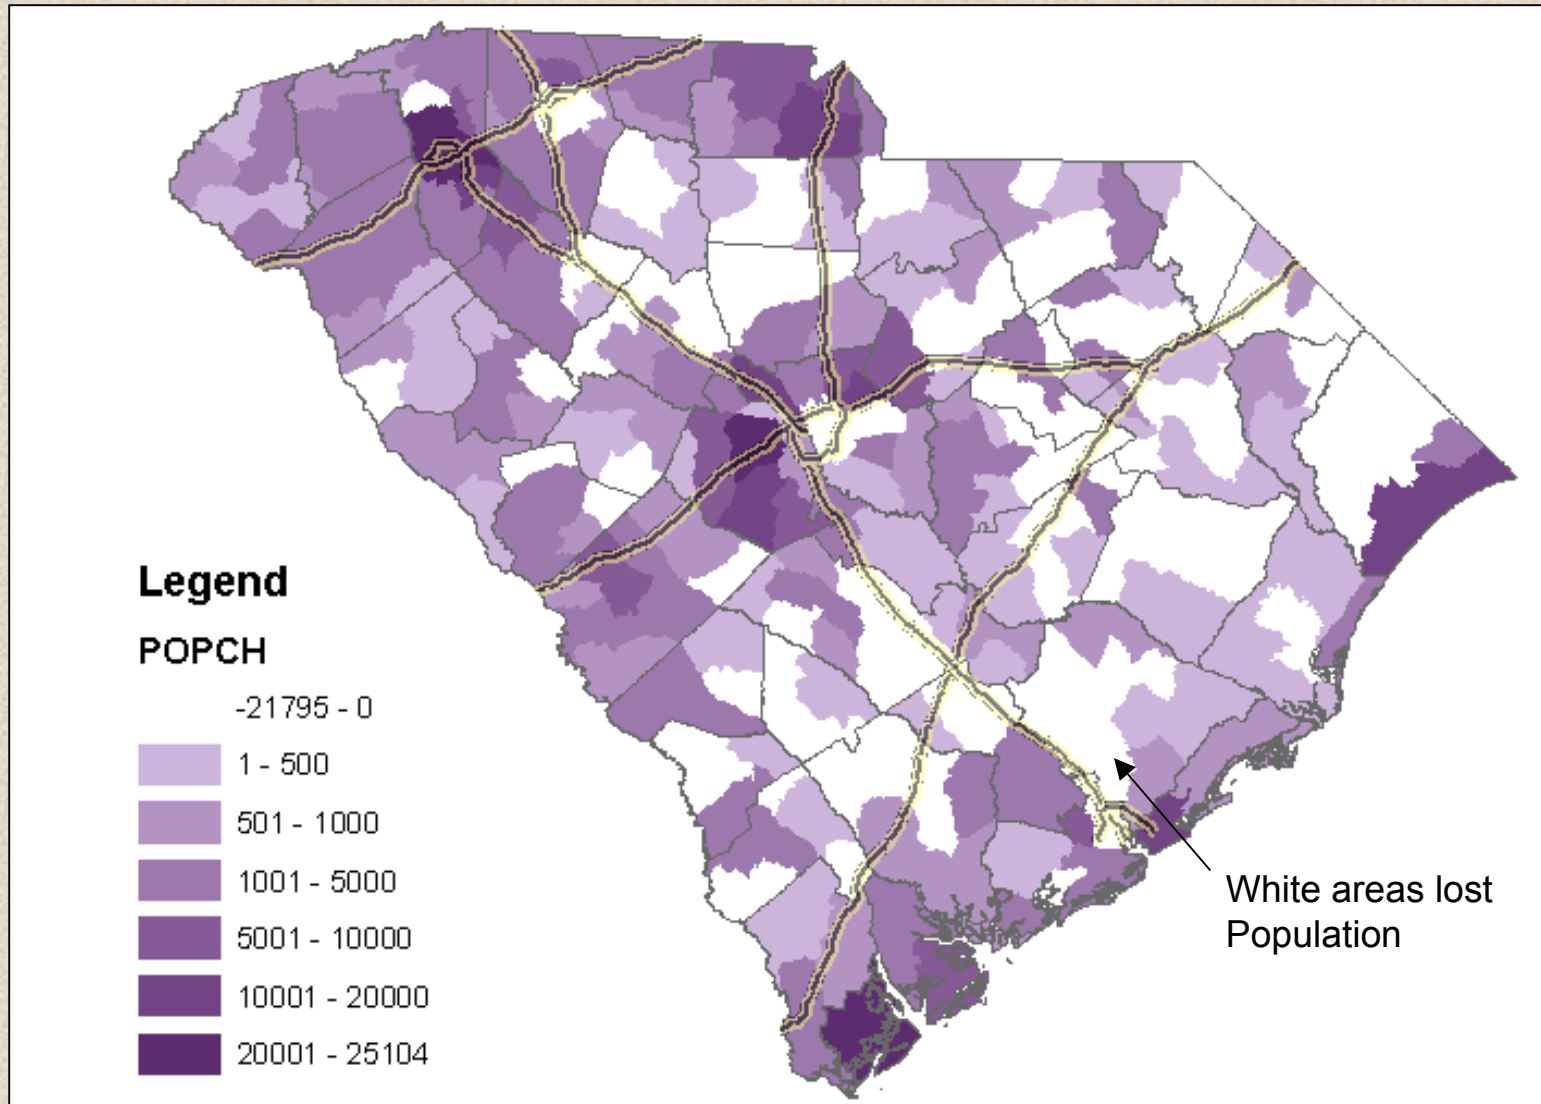 Legend
POPCH
-21795 - 0
1 - 500
501 - 1000
1001 - 5000
5001 - 10000
10001 - 20000
20001 - 25104
White areas lost
Population